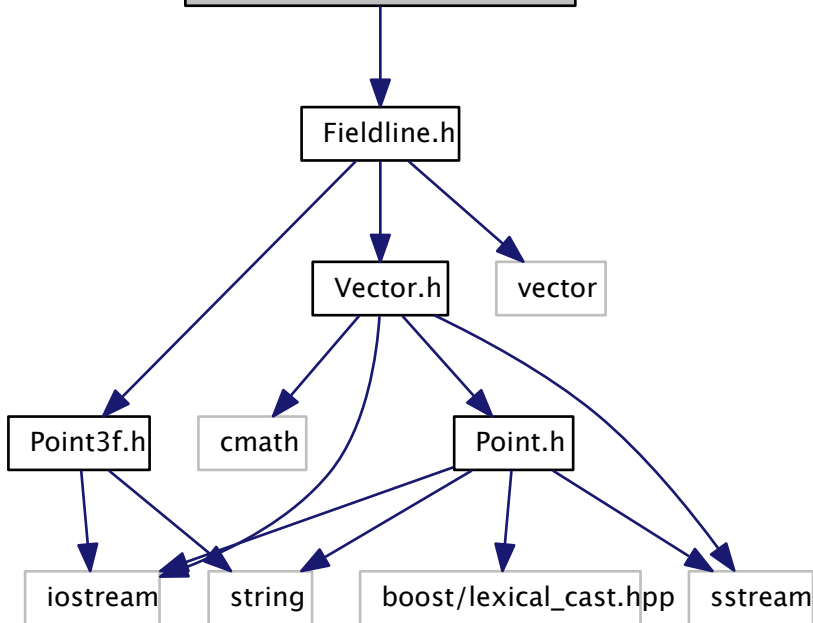 Fieldline.h
Vector.h
vector
Point3f.h
cmath
Point.h
iostream
string
boost/lexical_cast.hpp
sstream